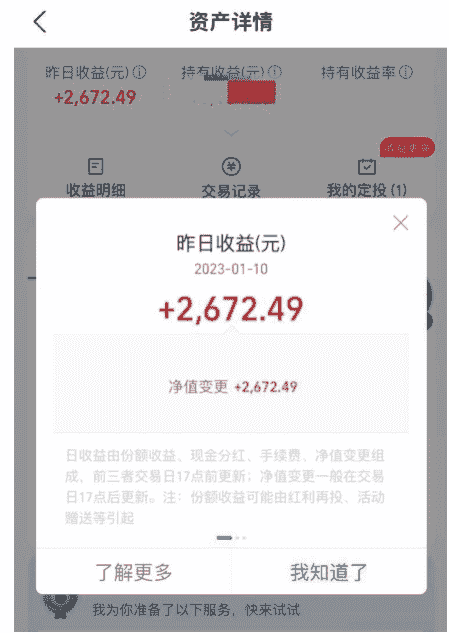 资产详情
昨日收益(元) 持有收益(元) 持有收益率
+2,672.49
收益明细 交易记录 我的定投(1)
昨日收益(元)
2023-01-10
+2,672.49
净值变更 +2,672.49
日收益由份额收益、现金分红、手续费、净值变更组
成，前三者交易日17点前更新；净值变更一般在交易
日17点后更新。注：份额收益可能由红利再投、活动
赠送等引起
了解更多 我知道了
我为你准备了以下服务，快来试试